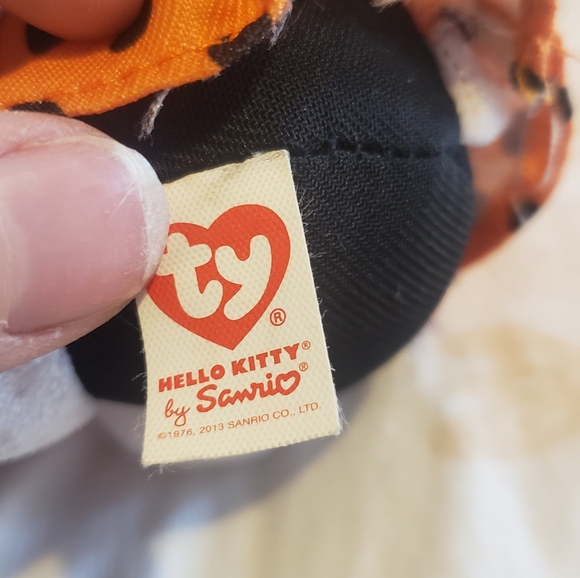 ty®
HELLO KITTY®
by Sanrio®
©1976, 2013 SANRIO CO., LTD.